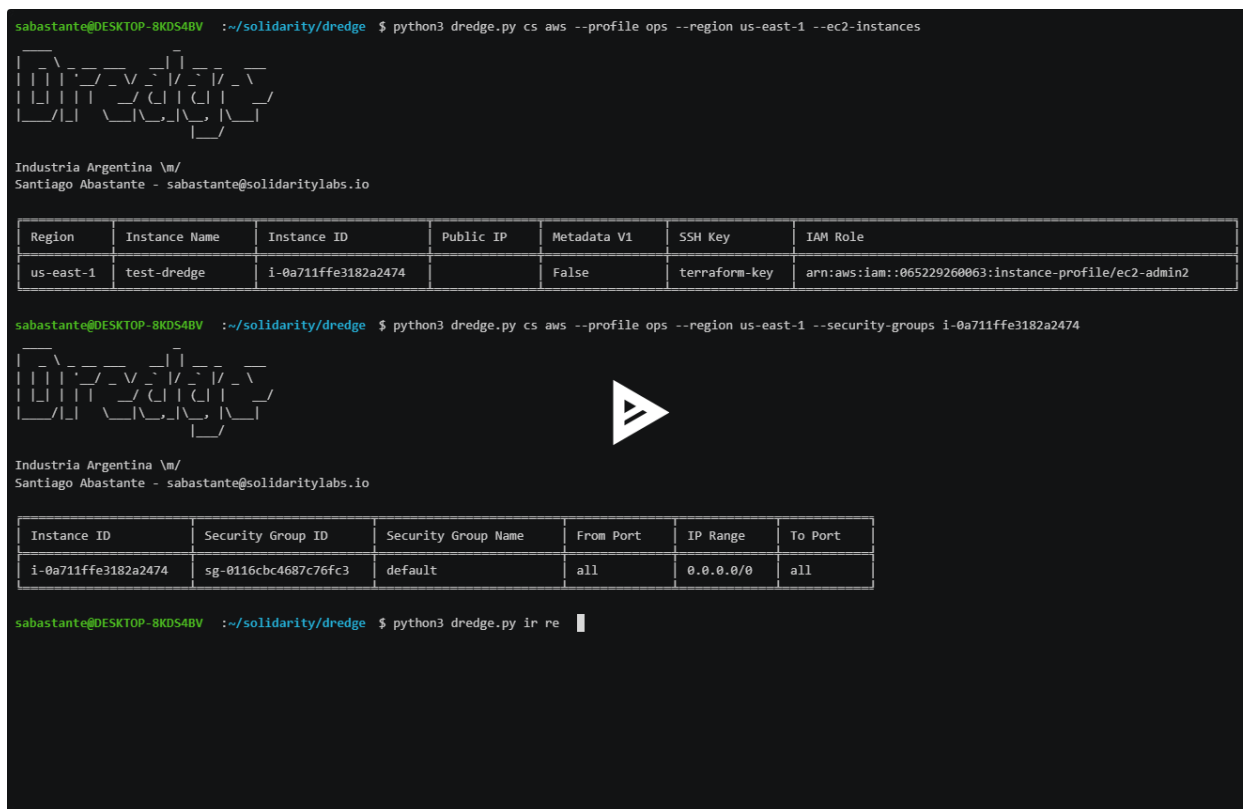 sabastante@DESKTOP-8KDS4BV :~/solidarity/dredge $ python3 dredge.py cs aws --profile ops --region us-east-1 --ec2-instances
Dredge
Industria Argentina \m/
Santiago Abastante - sabastante@solidaritylabs.io
Region Instance Name Instance ID Public IP Metadata V1 SSH Key IAM Role
us-east-1 test-dredge i-0a711ffe3182a2474 False terraform-key arn:aws:iam::065229260063:instance-profile/ec2-admin2
sabastante@DESKTOP-8KDS4BV :~/solidarity/dredge $ python3 dredge.py cs aws --profile ops --region us-east-1 --security-groups i-0a711ffe3182a2474
Dredge
Industria Argentina \m/
Santiago Abastante - sabastante@solidaritylabs.io
Instance ID Security Group ID Security Group Name From Port IP Range To Port
i-0a711ffe3182a2474 sg-0116cbc4687c76fc3 default all 0.0.0.0/0 all
sabastante@DESKTOP-8KDS4BV :~/solidarity/dredge $ python3 dredge.py ir re